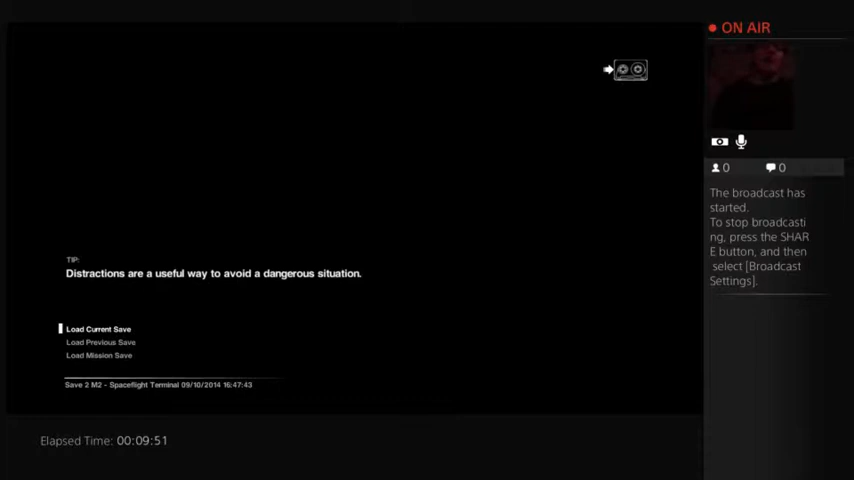 ON AIR
0 0
The broadcast has
started.
To stop broadcasti
ng, press the SHAR
E button, and then
select [Broadcast
Settings].
TIP:
Distractions are a useful way to avoid a dangerous situation.
Load Current Save
Load Previous Save
Load Mission Save
Save 2 M2 - Spaceflight Terminal 09/10/2014 16:47:43
Elapsed Time: 00:09:51